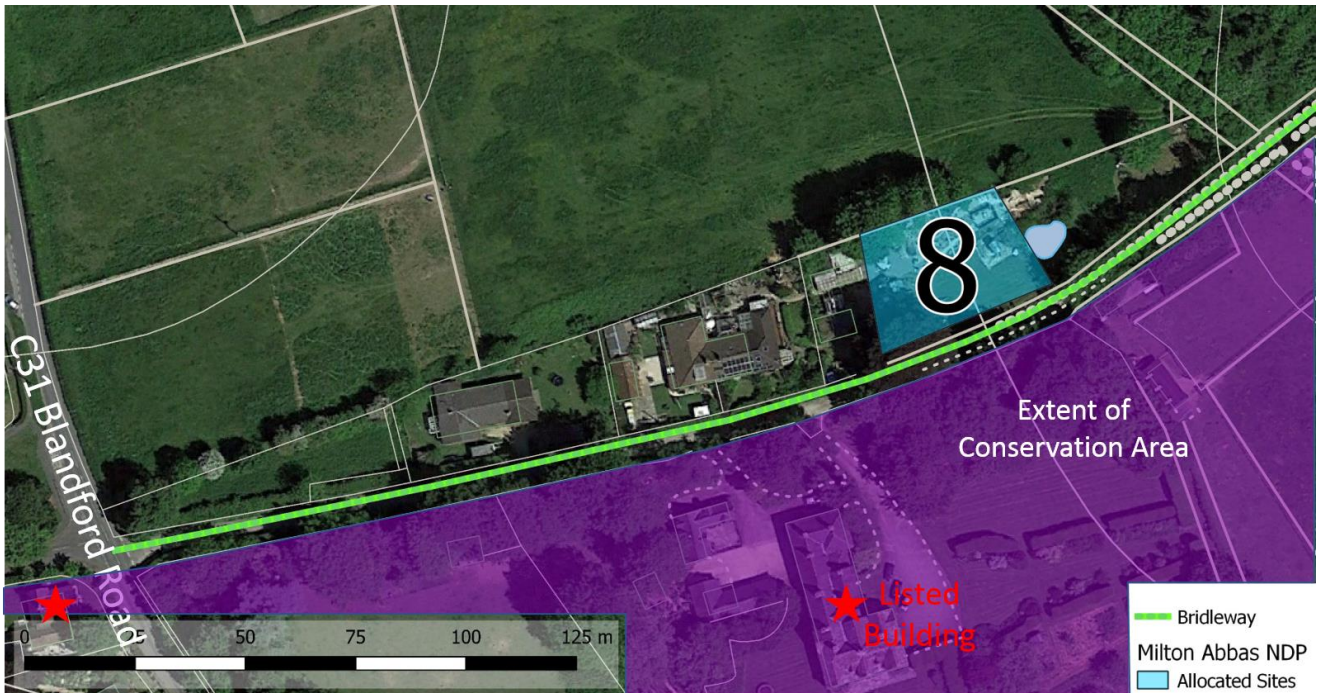 8
C31 Blandford Road
Extent of
Conservation Area
Listed
Building
0 25 50 75 100 125 m
Bridleway
Milton Abbas NDP
Allocated Sites